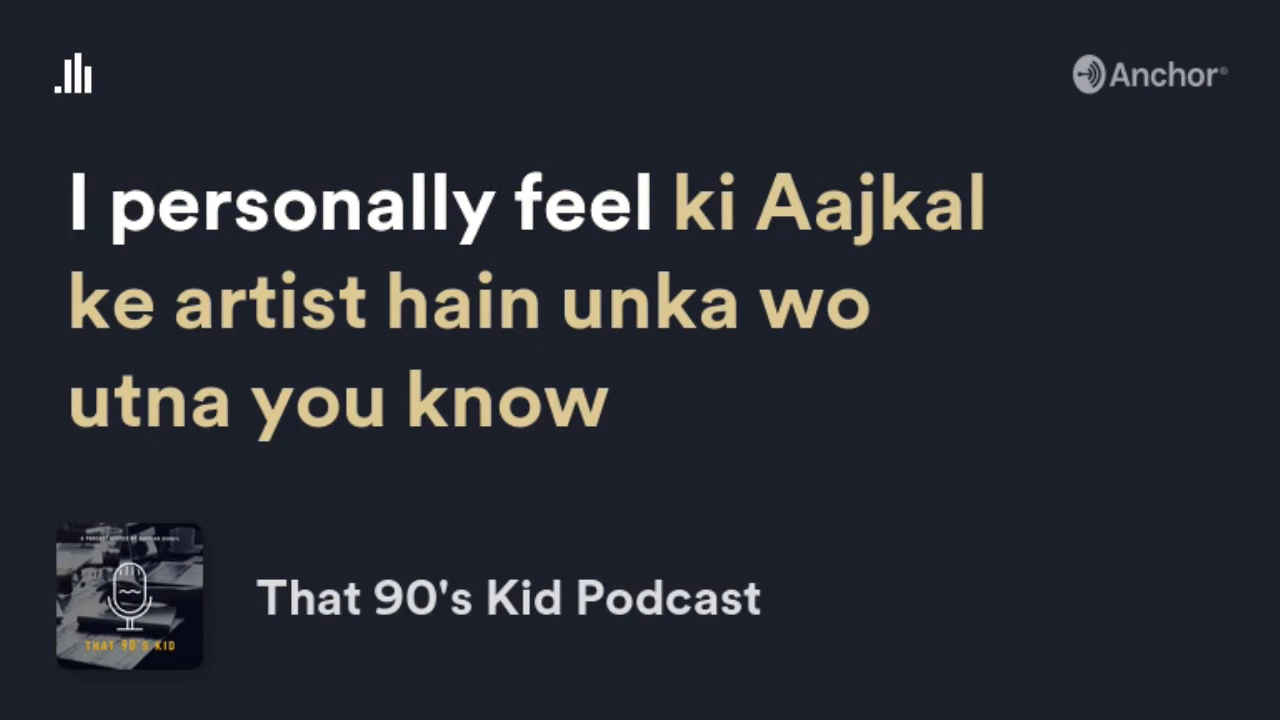 Anchor®
I personally feel ki Aajkal
ke artist hain unka wo
utna you know
THAT 90'S KID
That 90's Kid Podcast